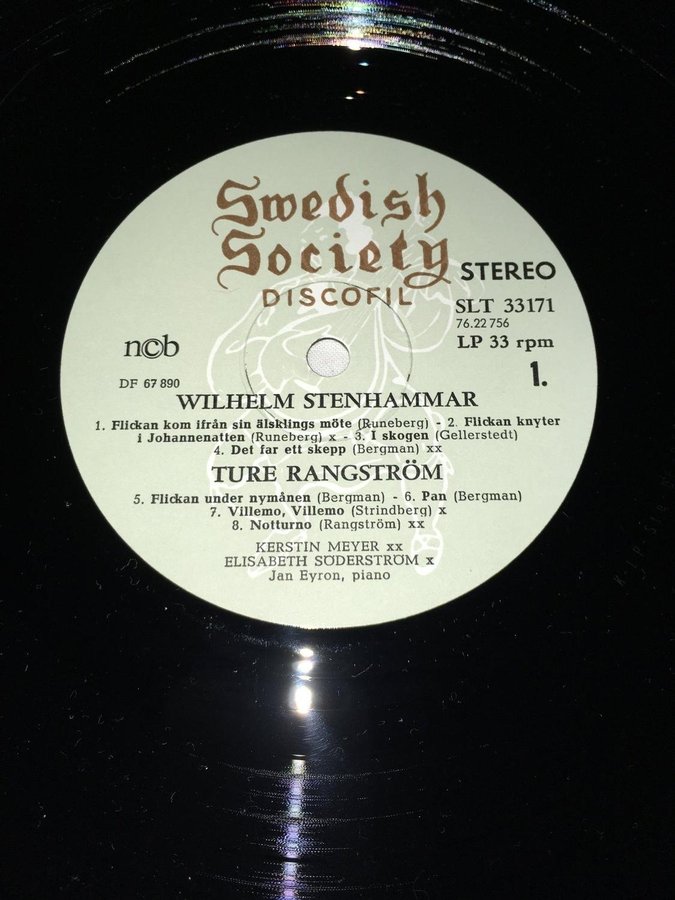 Swedish
Society
DISCOFIL
STEREO
SLT 33171
76.22 756
LP 33 rpm
1.
n©b
DF 67 890
WILHELM STENHAMMAR
1. Flickan kom ifrån sin älsklings möte (Runeberg) - 2. Flickan knyter
i Johannenatten (Runeberg) x - 3. I skogen (Gellerstedt)
4. Det far ett skepp (Bergman) xx
TURE RANGSTRÖM
5. Flickan under nymånen (Bergman) - 6. Pan (Bergman)
7. Villemo, Villemo (Strindberg) x
8. Notturno (Rangström) xx
KERSTIN MEYER xx
ELISABETH SÖDERSTRÖM x
Jan Eyron, piano